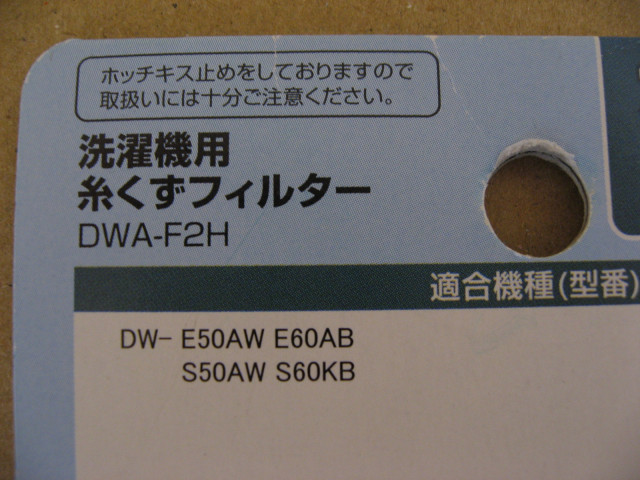 ホッチキス止めをしておりますので
取扱いには十分ご注意ください。
洗濯機用
糸くずフィルター
DWA-F2H
適合機種(型番)
DW- E50AW E60AB
S50AW S60KB